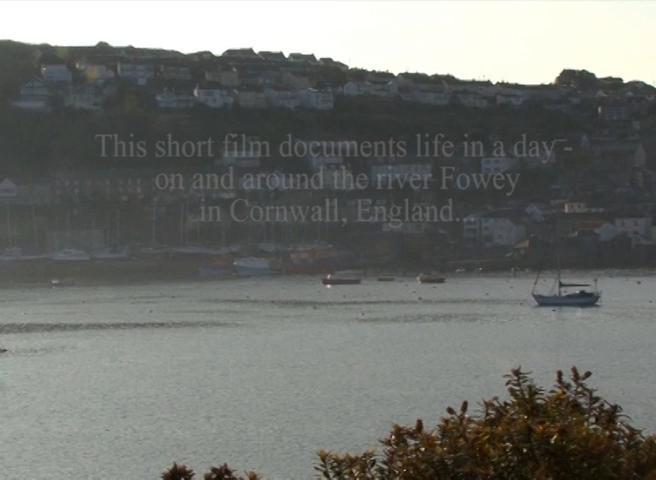 This short film documents life in a day -
on and around the river Fowey
in Cornwall, England..